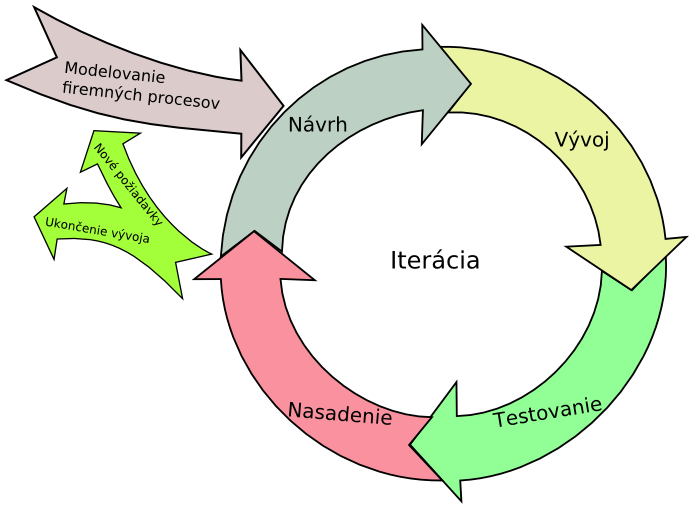 Modelovanie
firemných procesov
Návrh
Vývoj
Nové požiadavky
Ukončenie vývoja
Iterácia
Nasadenie
Testovanie